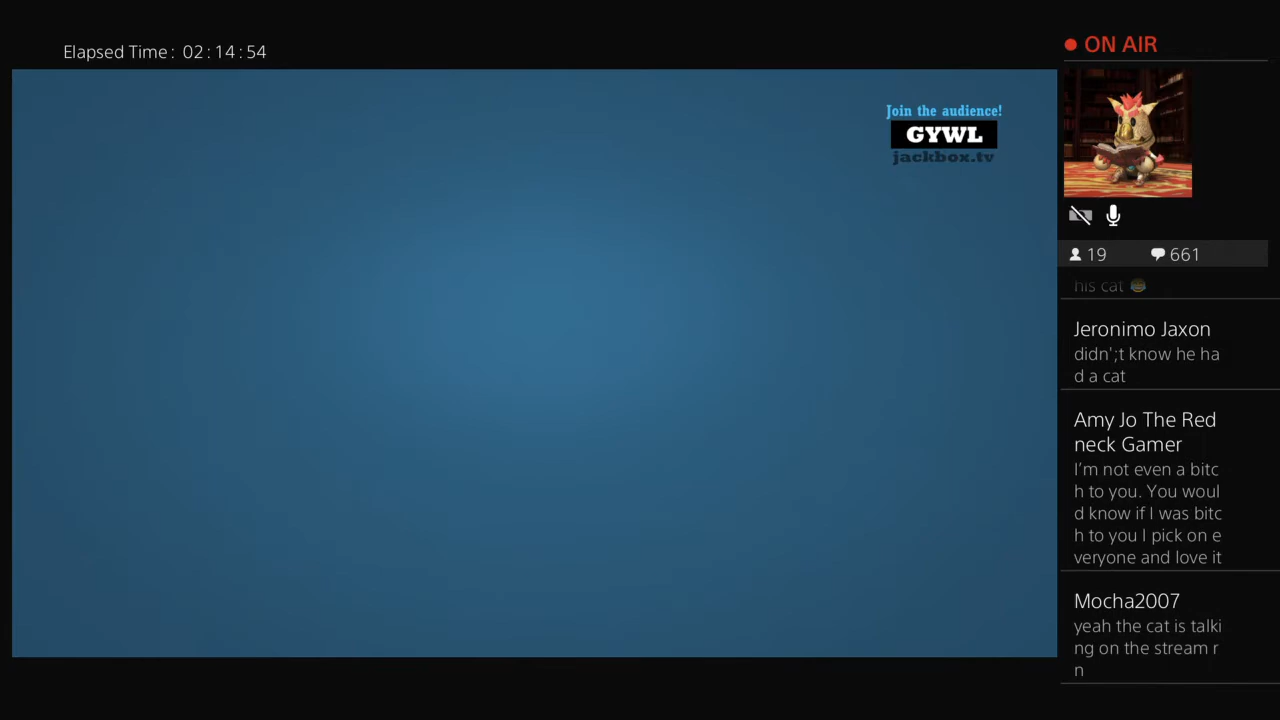 Elapsed Time: 02:14:54
ON AIR
Join the audience!
GYWL
jackbox.tv
19
661
his cat
Jeronimo Jaxon
didn';t know he ha
d a cat
Amy Jo The Red
neck Gamer
I’m not even a bitc
h to you. You woul
d know if I was bitc
h to you I pick on e
veryone and love it
Mocha2007
yeah the cat is talki
ng on the stream r
n